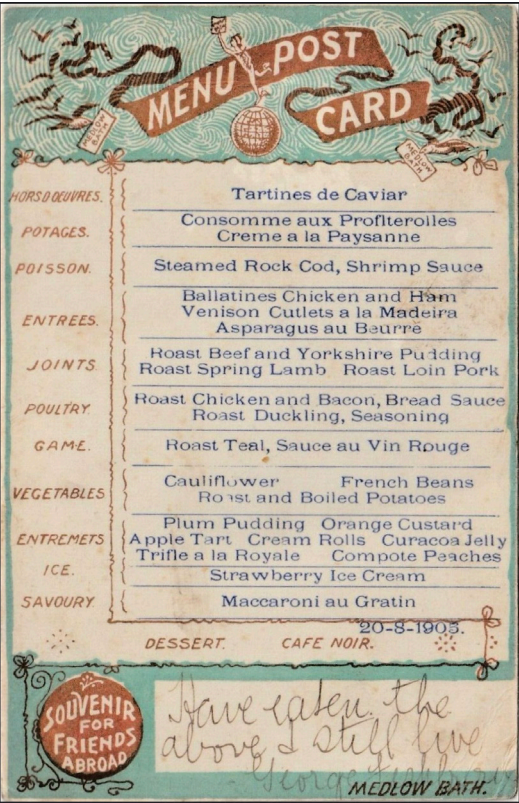 MENU POST
CARD
MEDLOW
BATH
MEDLOW
BATH
HORS D OEUVRES. Tartines de Caviar
POTAGES. Consomme aux Profiteroiles
Creme a la Paysanne
POISSON. Steamed Rock Cod, Shrimp Sauce
ENTREES. Ballatines Chicken and Ham
Venison Cutlets a la Madeira
Asparagus au Beurre
JOINTS Roast Beef and Yorkshire Pudding
Roast Spring Lamb Roast Loin Pork
POULTRY Roast Chicken and Bacon, Bread Sauce
Roast Duckling, Seasoning
GAME. Roast Teal, Sauce au Vin Rouge
VEGETABLES Cauliflower French Beans
Roast and Boiled Potatoes
ENTREMETS Plum Pudding Orange Custard
Apple Tart Cream Rolls Curacoa Jelly
Trifle a la Royale Compote Peaches
ICE. Strawberry Ice Cream
SAVOURY Maccaroni au Gratin
20-8-1905.
DESSERT. CAFE NOIR.
SOUVENIR
FOR
FRIENDS
ABROAD
Have eaten the
above & still live
George
MEDLOW BATH.